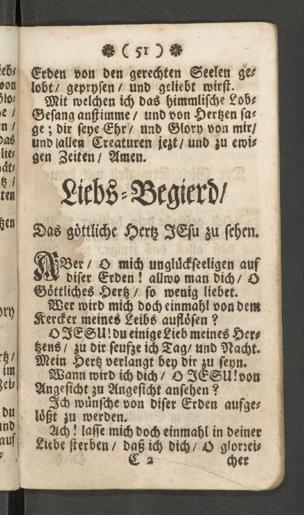 ( 51 )
Erden von den gerechten Seelen ge-
lobt/ geprysen/ und geliebt wirst.
Mit welchen ich das himmlische Lob-
Gesang anstimme/ und von Hertzen sa-
ge; dir seye Ehr/ und Glory von mir/
und allen Creaturen jezt/ und zu ewi-
gen Zeiten/ Amen.
Liebs-Begierd/
Das göttliche Hertz JEsu zu sehen.
ABer/ O mich unglückseeligen auf
diser Erden! allwo man dich/ O
Göttliches Hertz/ so wenig liebet.
Wer wird mich doch einmahl von dem
Kercker meines Leibs auflösen?
O JESU! du einige Lieb meines Her-
tzens/ zu dir seufze ich Tag/ und Nacht.
Mein Hertz verlangt bey dir zu seyn.
Wann wird ich dich/ O JESU! von
Angesicht zu Angesicht ansehen?
Ich wünsche von diser Erden aufge-
lößt zu werden.
Ach! lasse mich doch einmahl in deiner
Liebe sterben/ daß ich dich/ O glorrei-
C 2 cher